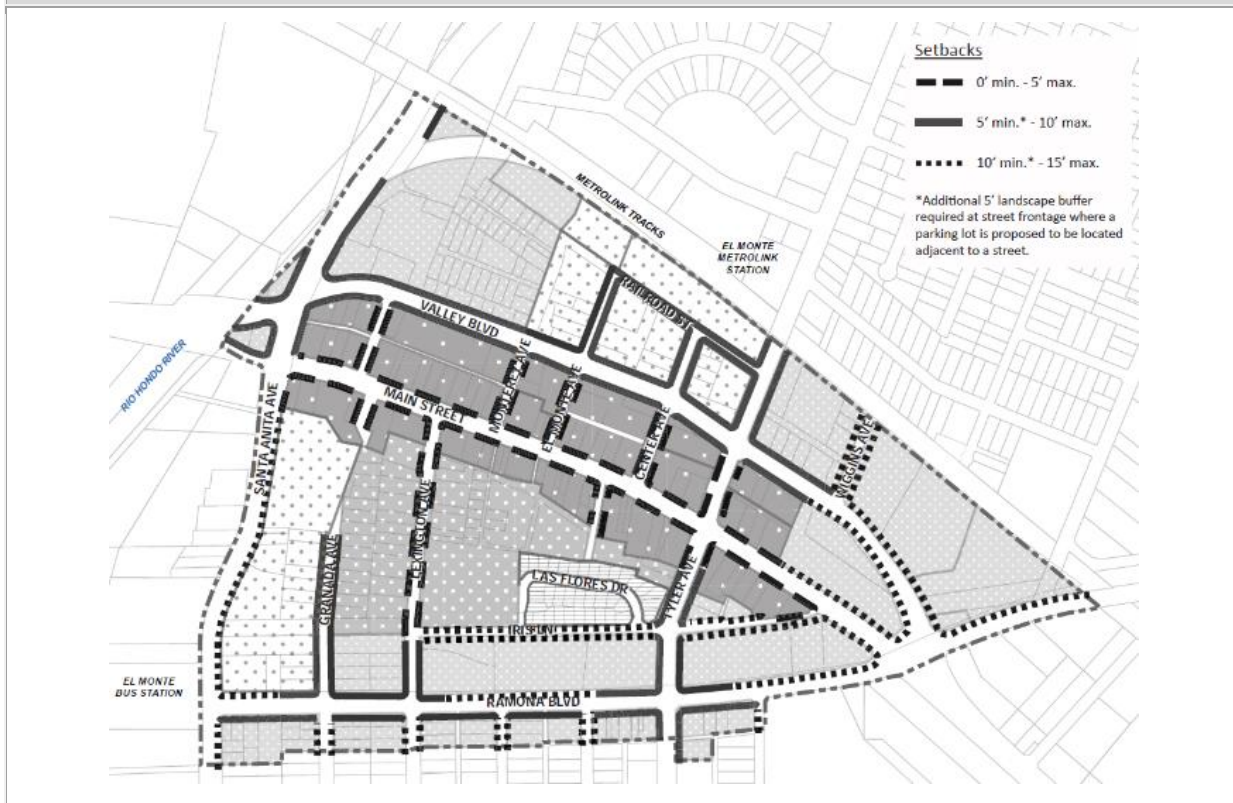 Setbacks
0' min. - 5' max.
5' min.* - 10' max.
10' min.* - 15' max.
*Additional 5' landscape buffer
required at street frontage where a
parking lot is proposed to be located
adjacent to a street.
METROLINK TRACKS
EL MONTE
METROLINK
STATION
RAILROAD ST
VALLEY BLVD
RIO HONDO RIVER
MAIN STREET
MONTEREY AVE
EL MONTE AVE
CENTER AVE
WIGGINS AVE
SANTA ANITA AVE
LEXINGTON AVE
GRANADA AVE
LAS FLORES DR
TYLER AVE
EL MONTE
BUS STATION
RAMONA BLVD